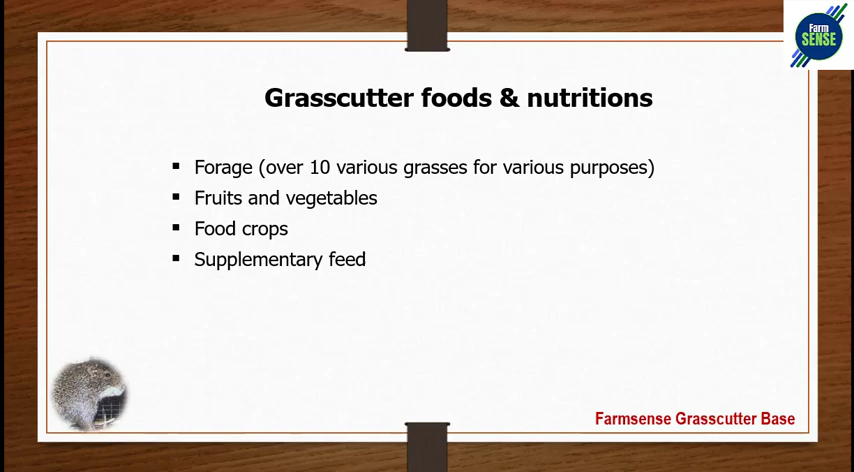 Farm
SENSE
Grasscutter foods & nutritions
▪ Forage (over 10 various grasses for various purposes)
▪ Fruits and vegetables
▪ Food crops
▪ Supplementary feed
Farmsense Grasscutter Base